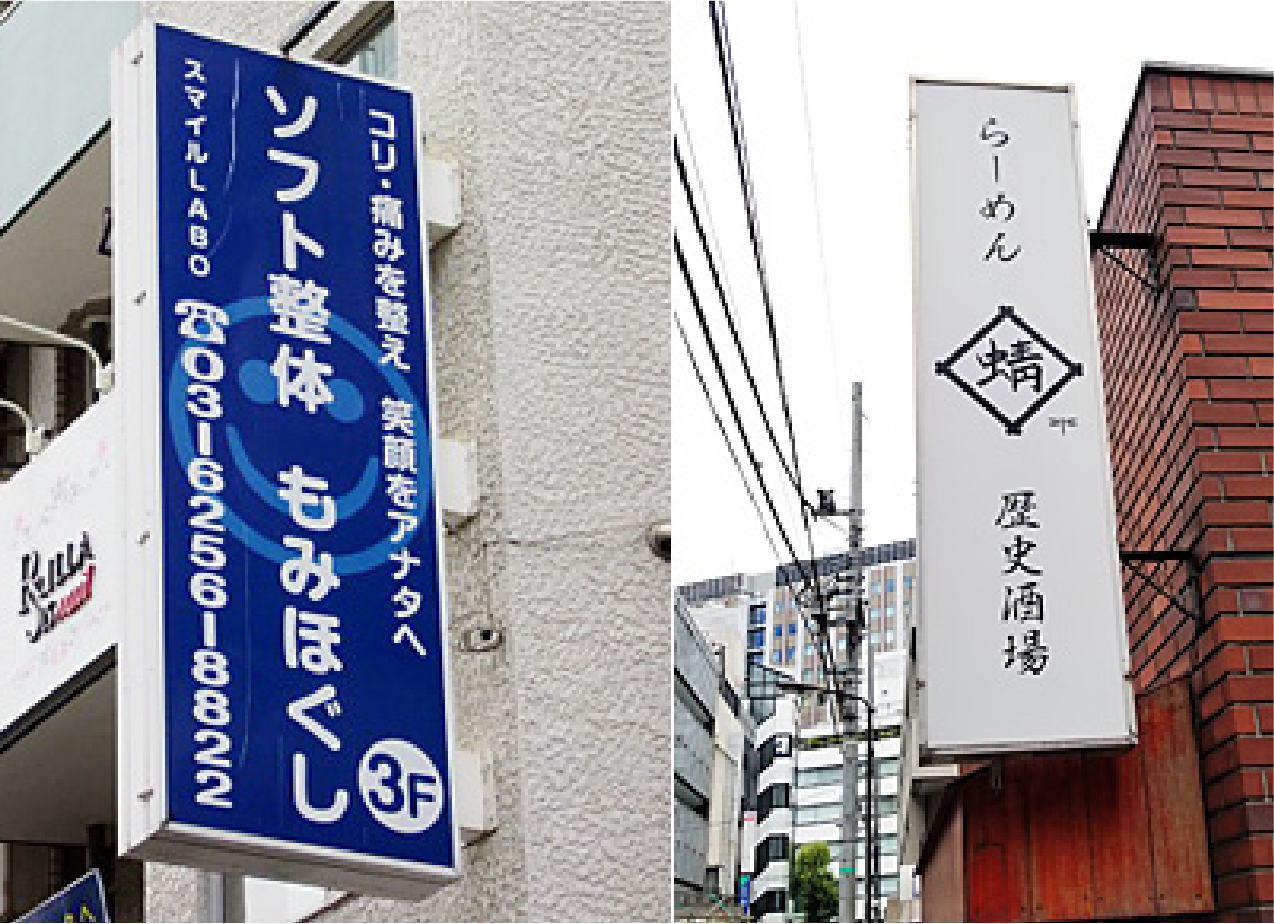 コリ・痛みを整え 笑顔をアナタへ
ソフト整体 もみほぐし
スマイルLABO ☎03-6256-8822
3F
らーめん
蜻
歴史酒場